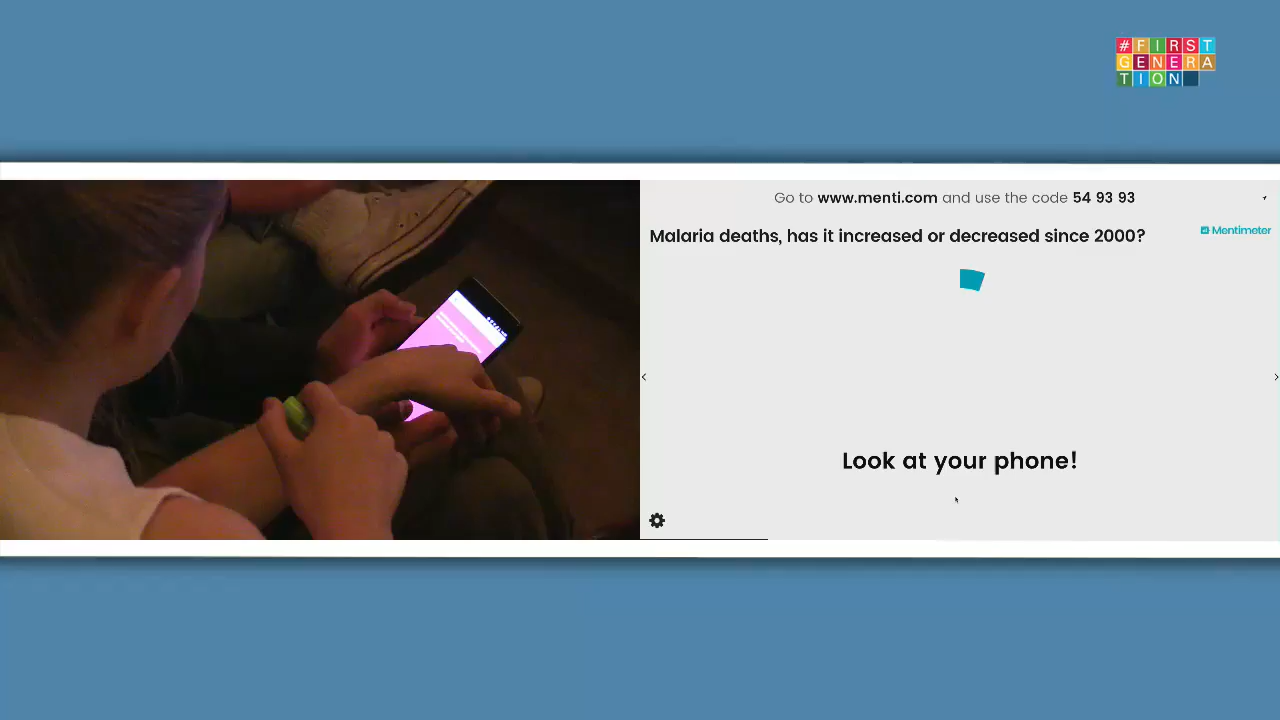 #FIRST
GENERA
TION
Go to www.menti.com and use the code 54 93 93
Malaria deaths, has it increased or decreased since 2000?
Mentimeter
Look at your phone!